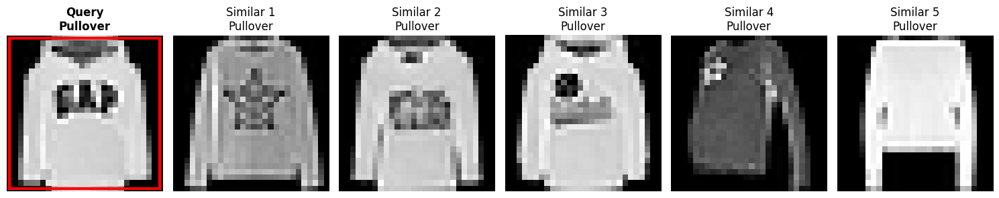 Query
Pullover
Similar 1
Pullover
Similar 2
Pullover
Similar 3
Pullover
Similar 4
Pullover
Similar 5
Pullover
GAP